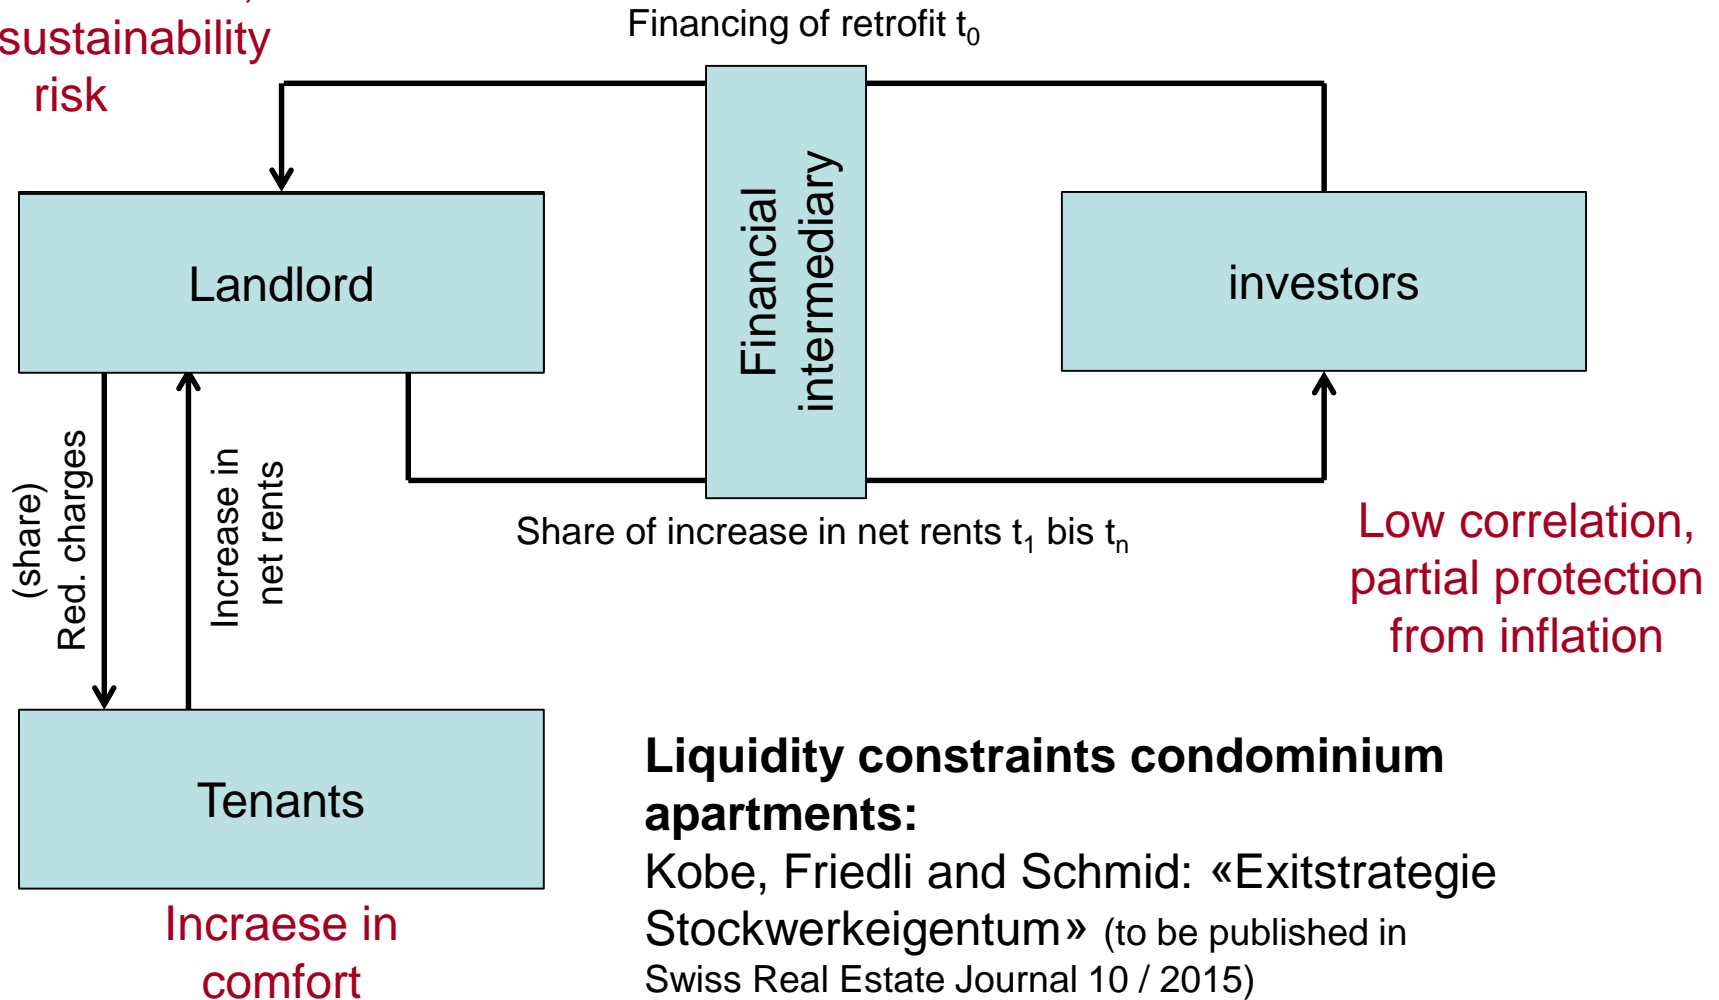 sustainability
risk
Financing of retrofit t0
Landlord
Financial
intermediary
investors
(share)
Red. charges
Increase in
net rents
Share of increase in net rents t1 bis tn
Low correlation,
partial protection
from inflation
Tenants
Incraese in
comfort
Liquidity constraints condominium
apartments:
Kobe, Friedli and Schmid: «Exitstrategie
Stockwerkeigentum» (to be published in
Swiss Real Estate Journal 10 / 2015)